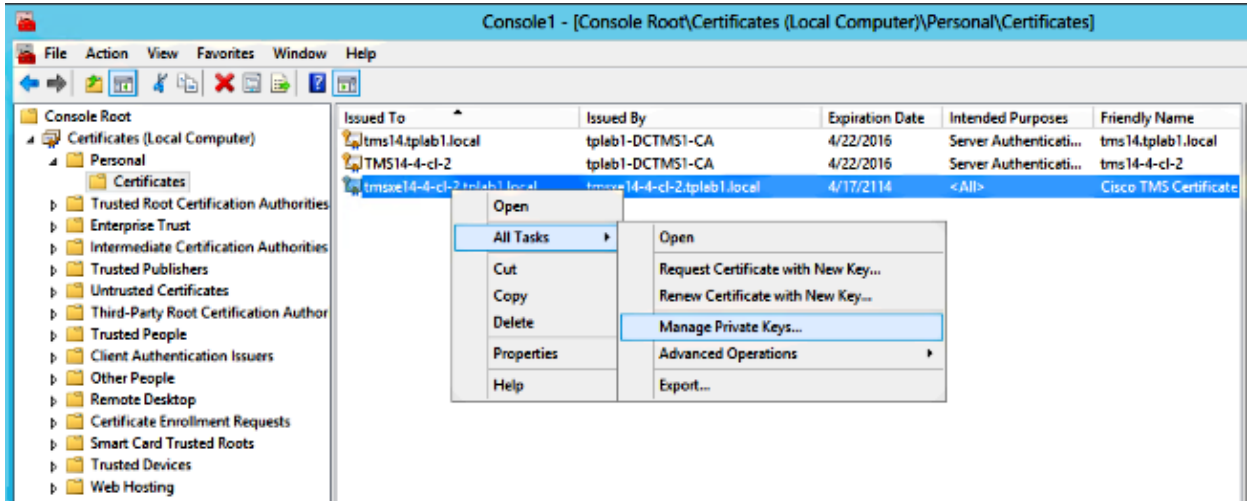 Console1 - [Console Root\Certificates (Local Computer)\Personal\Certificates]
File Action View Favorites Window Help
Console Root
Certificates (Local Computer)
Personal
Certificates
Trusted Root Certification Authorities
Enterprise Trust
Intermediate Certification Authorities
Trusted Publishers
Untrusted Certificates
Third-Party Root Certification Author
Trusted People
Client Authentication Issuers
Other People
Remote Desktop
Certificate Enrollment Requests
Smart Card Trusted Roots
Trusted Devices
Web Hosting
Issued To Issued By Expiration Date Intended Purposes Friendly Name
tms14.tplab1.local tplab1-DCTMS1-CA 4/22/2016 Server Authenticati... tms14.tplab1.local
TMS14-4-cl-2 tplab1-DCTMS1-CA 4/22/2016 Server Authenticati... tms14-4-cl-2
tmsxe14-4-cl-2.tplab1.local tmsxe14-4-cl-2.tplab1.local 4/17/2114 <All> Cisco TMS Certificate
Open
All Tasks
Cut
Copy
Delete
Properties
Help
Open
Request Certificate with New Key...
Renew Certificate with New Key...
Manage Private Keys...
Advanced Operations
Export...